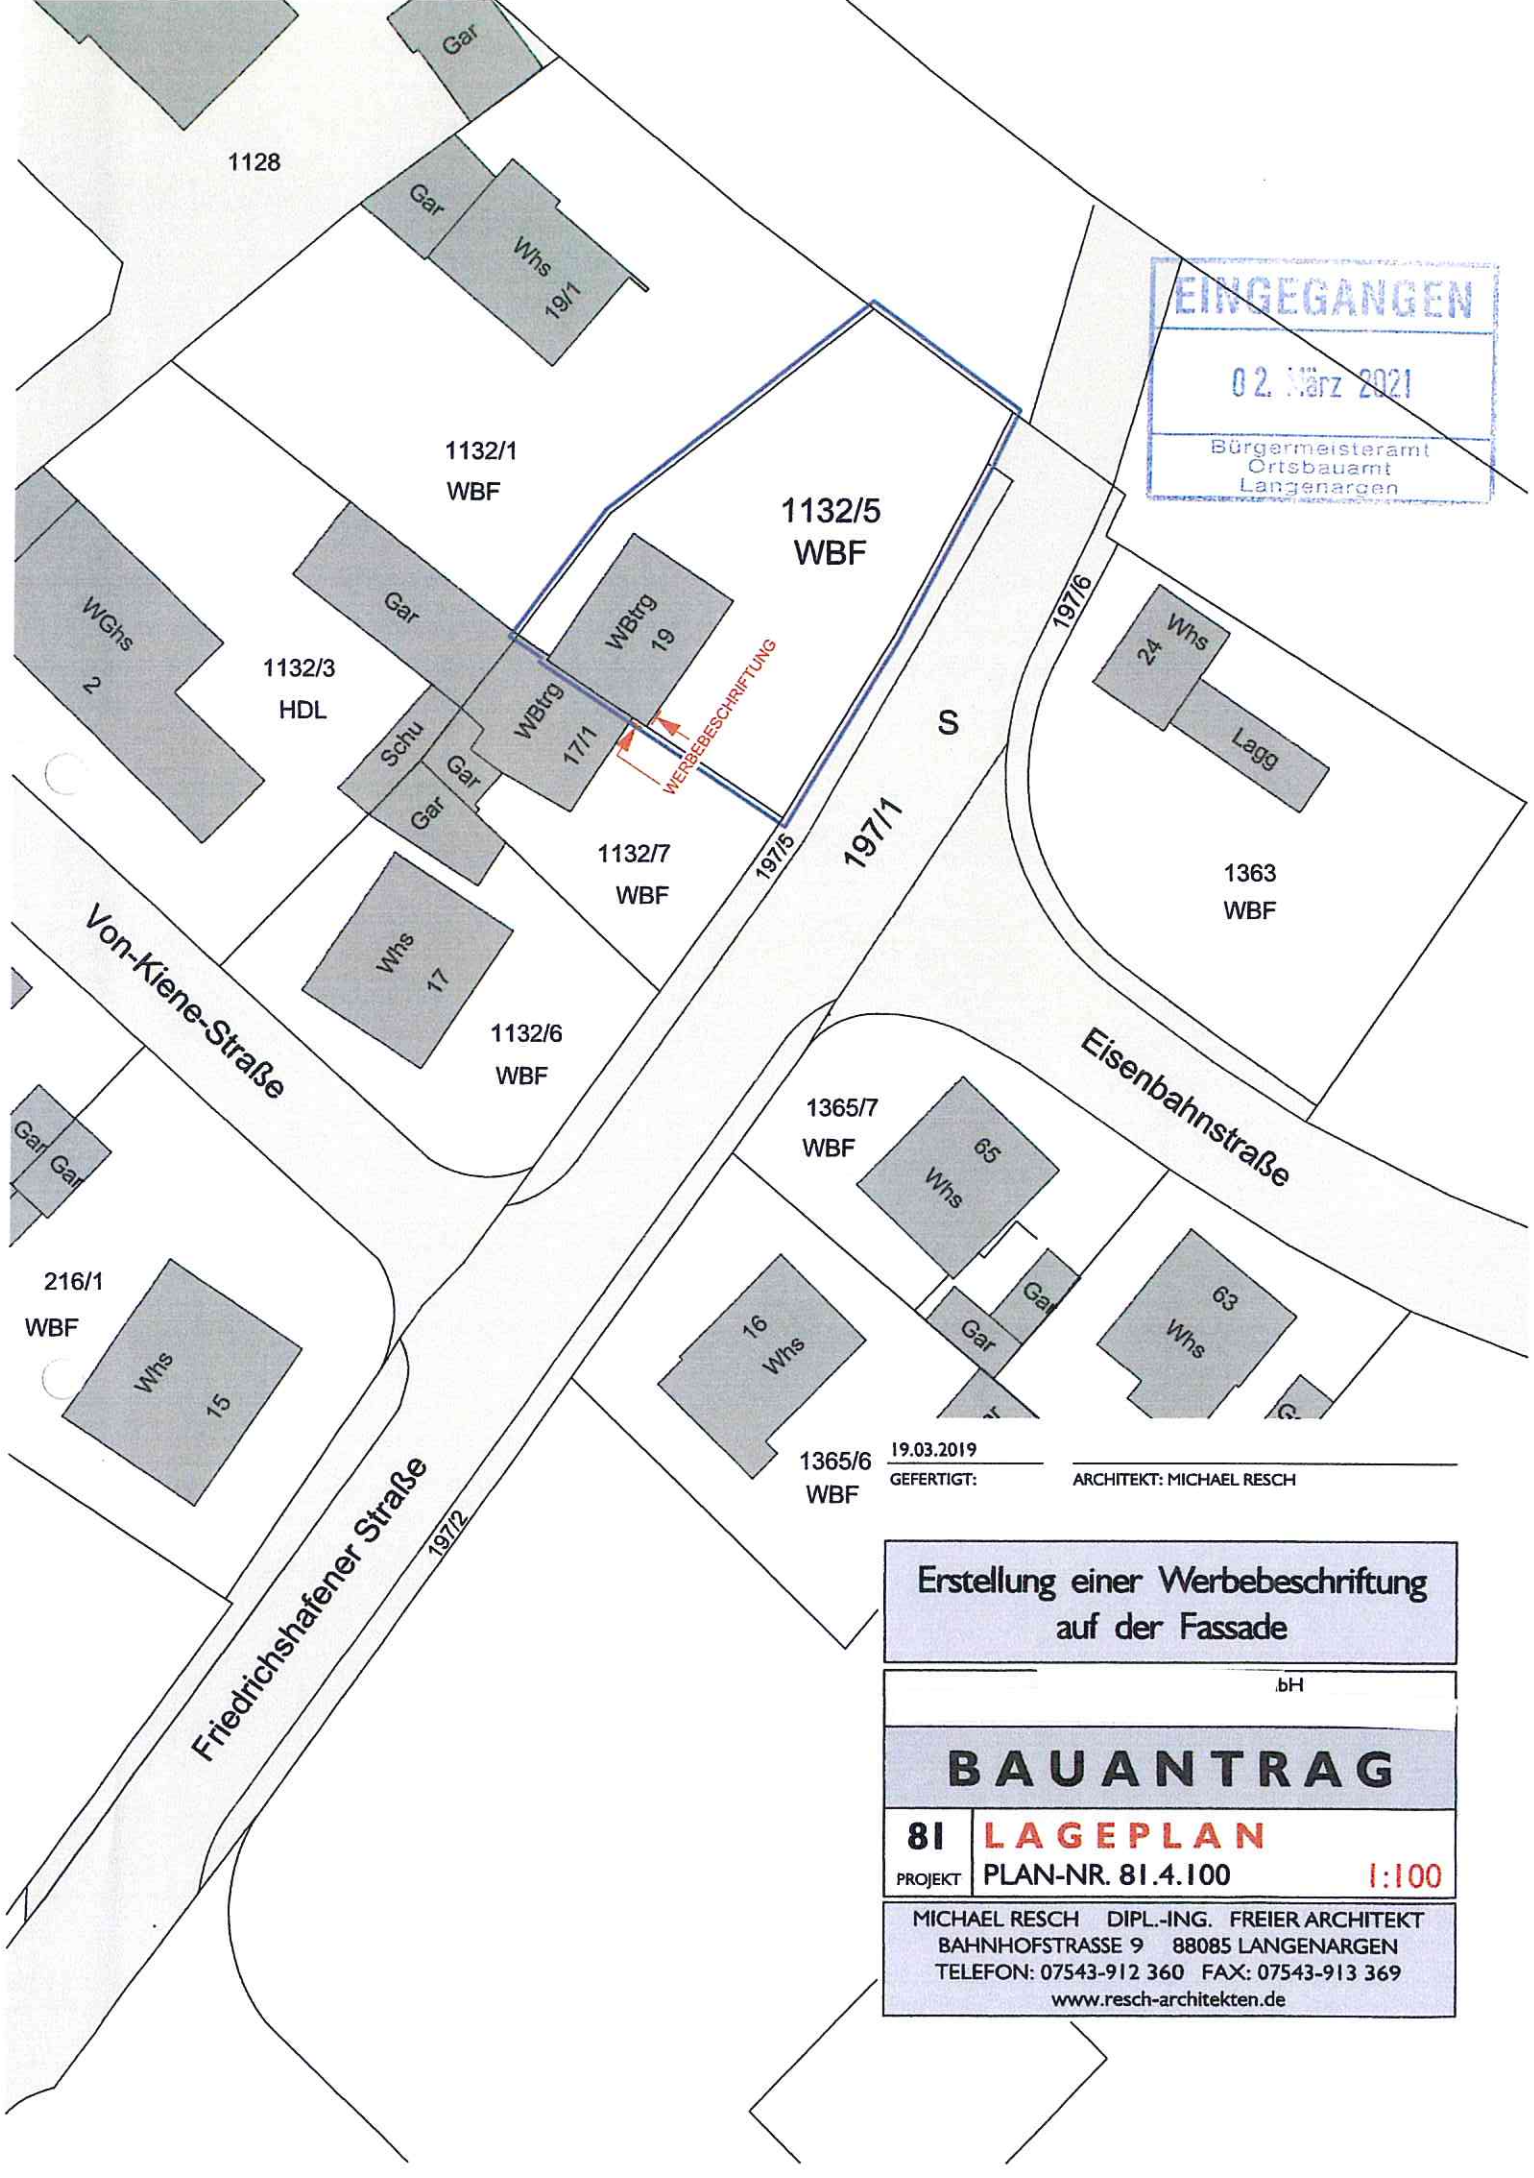 Gar
1128
Gar
Whs
19/1
EINGEGANGEN
02. März 2021
Bürgermeisteramt
Ortsbauamt
Langenargen
1132/1
WBF
1132/5
WBF
WGhs
2
Gar
1132/3
HDL
WBtrg
19
WBtrg
17/1
WERBEBESCHRIFTUNG
Schu
Gar
Gar
197/6
Whs
24
Lagg
S
197/1
197/5
1132/7
WBF
1363
WBF
Whs
17
Von-Kiene-Straße
1132/6
WBF
Eisenbahnstraße
1365/7
WBF
65
Whs
Gar
Gar
Gar
Gar
63
Whs
216/1
WBF
Whs
15
16
Whs
1365/6
WBF
Friedrichshafener Straße
197/2
19.03.2019
GEFERTIGT:
ARCHITEKT: MICHAEL RESCH
Erstellung einer Werbebeschriftung
auf der Fassade
bH
BAUANTRAG
81
PROJEKT
LAGEPLAN
PLAN-NR. 81.4.100
1:100
MICHAEL RESCH DIPL.-ING. FREIER ARCHITEKT
BAHNHOFSTRASSE 9 88085 LANGENARGEN
TELEFON: 07543-912 360 FAX: 07543-913 369
www.resch-architekten.de